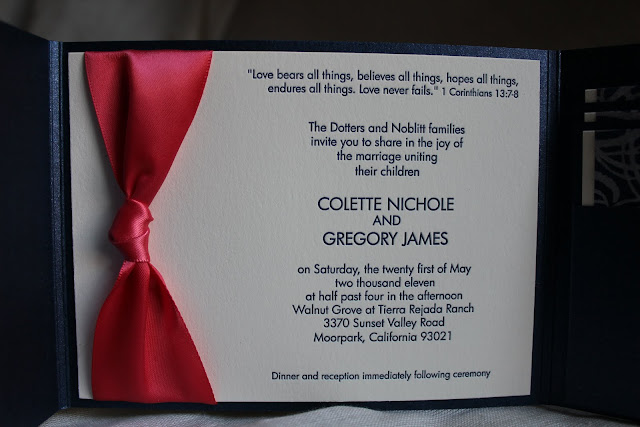 "Love bears all things, believes all things, hopes all things,
endures all things. Love never fails." 1 Corinthians 13:7-8
The Dotters and Noblitt families
invite you to share in the joy of
the marriage uniting
their children
COLETTE NICHOLE
AND
GREGORY JAMES
on Saturday, the twenty first of May
two thousand eleven
at half past four in the afternoon
Walnut Grove at Tierra Rejada Ranch
3370 Sunset Valley Road
Moorpark, California 93021
Dinner and reception immediately following ceremony